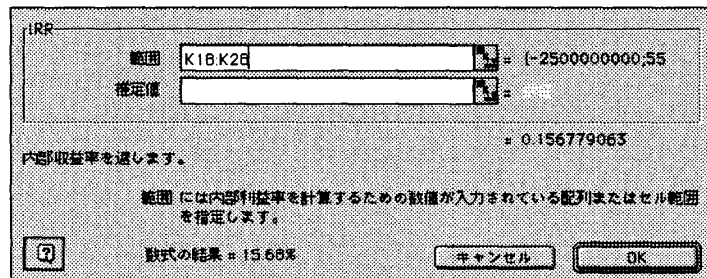 IRR
範囲 K18:K28 = {-2500000000;55
推定値 =
= 0.156779063
内部収益率を返します。
範囲 には内部利益率を計算するための数値が入力されている配列またはセル範囲
を指定します。
数式の結果 = 15.68% キャンセル OK